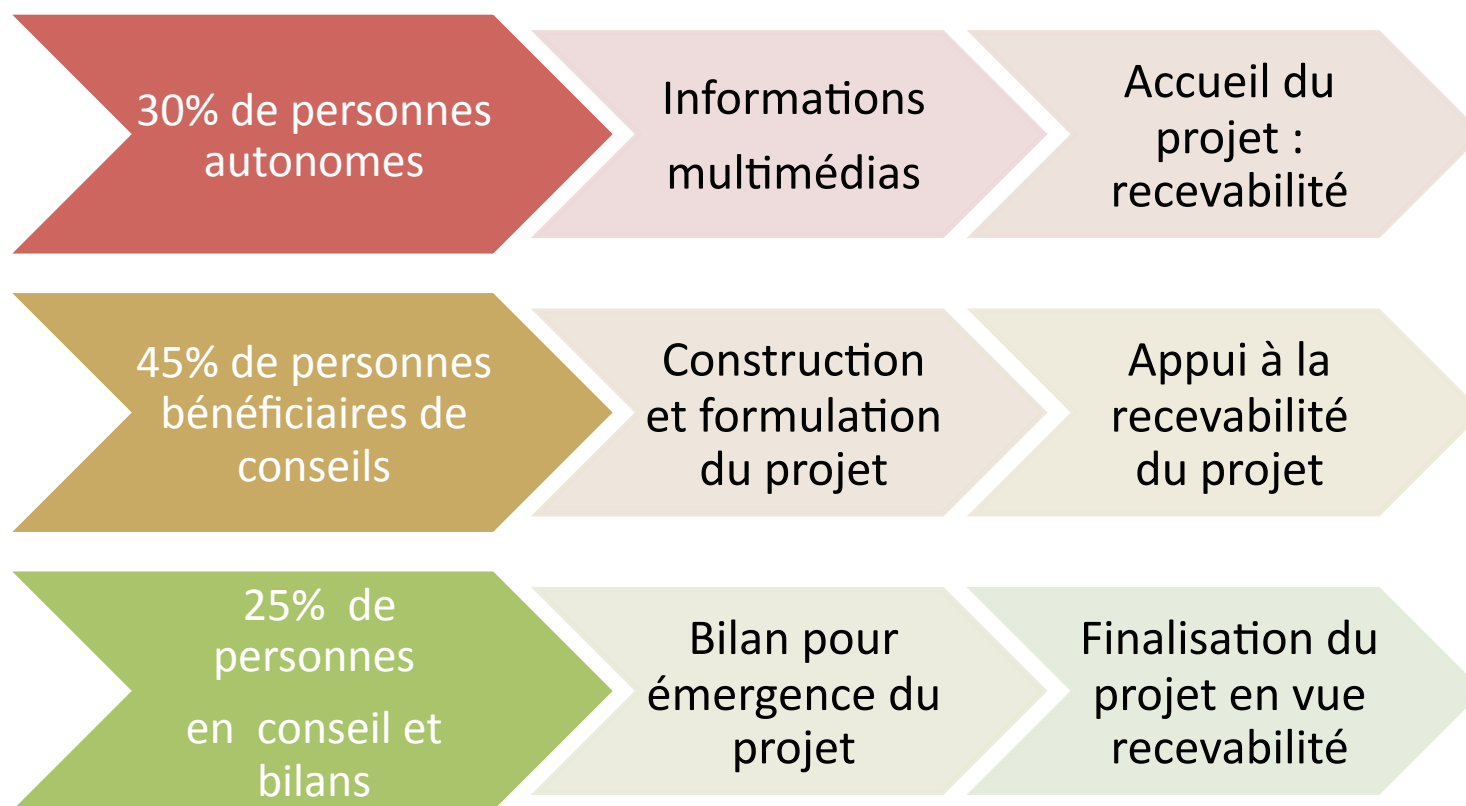 30% de personnes
autonomes
Informations
multimédias
Accueil du
projet :
recevabilité
45% de personnes
bénéficiaires de
conseils
Construction
et formulation
du projet
Appui à la
recevabilité
du projet
25% de
personnes
en conseil et
bilans
Bilan pour
émergence du
projet
Finalisation du
projet en vue
recevabilité